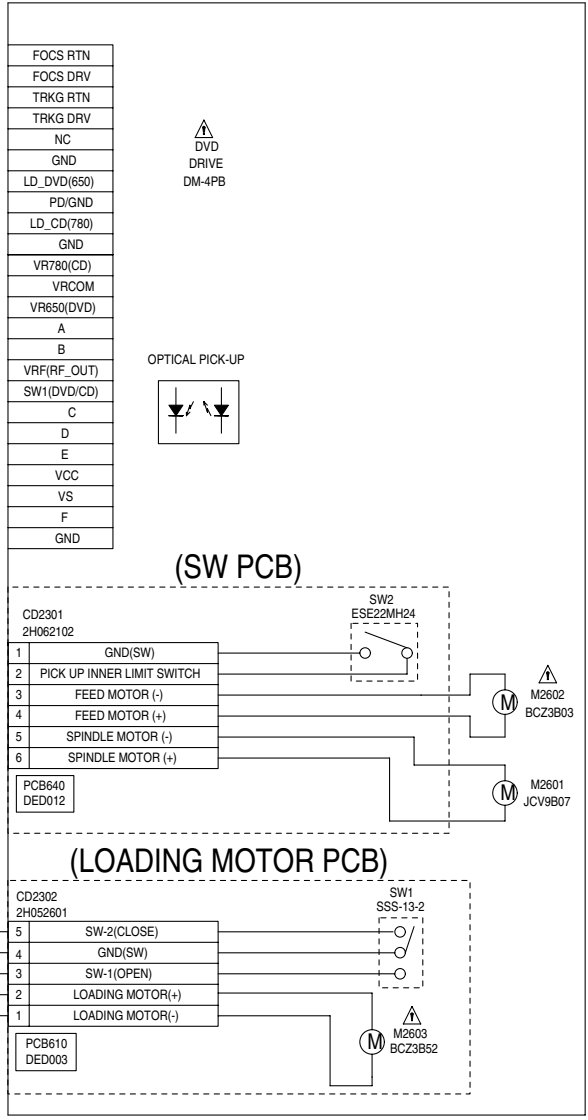 FOCS RTN
FOCS DRV
TRKG RTN
TRKG DRV
NC
GND
LD_DVD(650)
PD/GND
LD_CD(780)
GND
VR780(CD)
VRCOM
VR650(DVD)
A
B
VRF(RF_OUT)
SW1(DVD/CD)
C
D
E
VCC
VS
F
GND
DVD
DRIVE
DM-4PB
OPTICAL PICK-UP
(SW PCB)
CD2301
2H062102
SW2
ESE22MH24
1 GND(SW)
2 PICK UP INNER LIMIT SWITCH
3 FEED MOTOR (-)
4 FEED MOTOR (+)
5 SPINDLE MOTOR (-)
6 SPINDLE MOTOR (+)
PCB640
DED012
M
M2602
BCZ3B03
M
M2601
JCV9B07
(LOADING MOTOR PCB)
CD2302
2H052601
SW1
SSS-13-2
5 SW-2(CLOSE)
4 GND(SW)
3 SW-1(OPEN)
2 LOADING MOTOR(+)
1 LOADING MOTOR(-)
PCB610
DED003
M
M2603
BCZ3B52